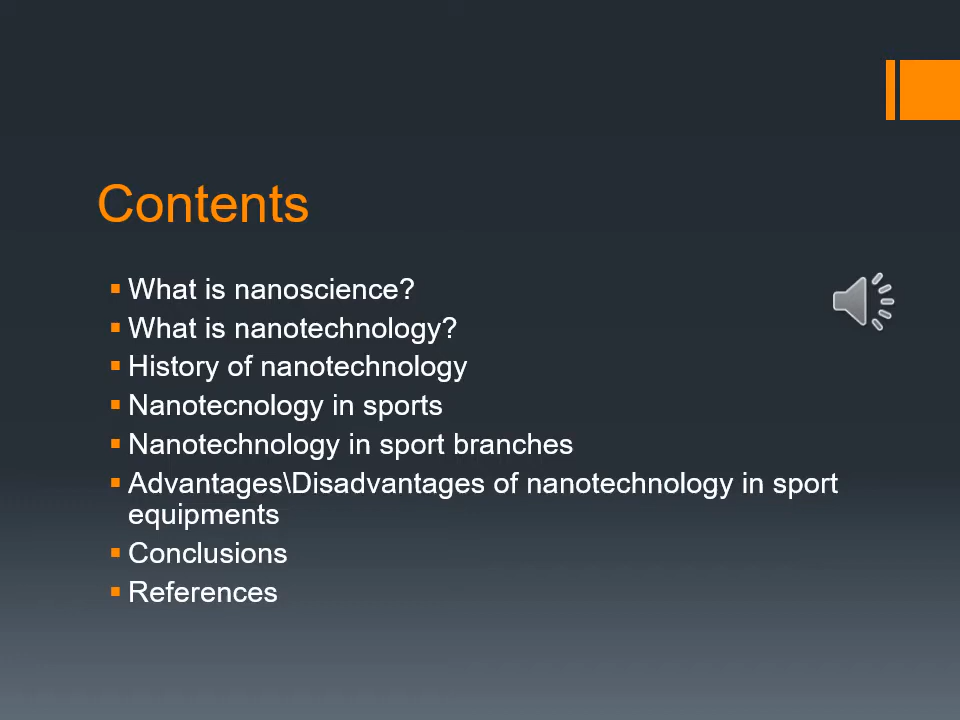 Contents
What is nanoscience?
What is nanotechnology?
History of nanotechnology
Nanotecnology in sports
Nanotechnology in sport branches
Advantages\Disadvantages of nanotechnology in sport
equipments
Conclusions
References